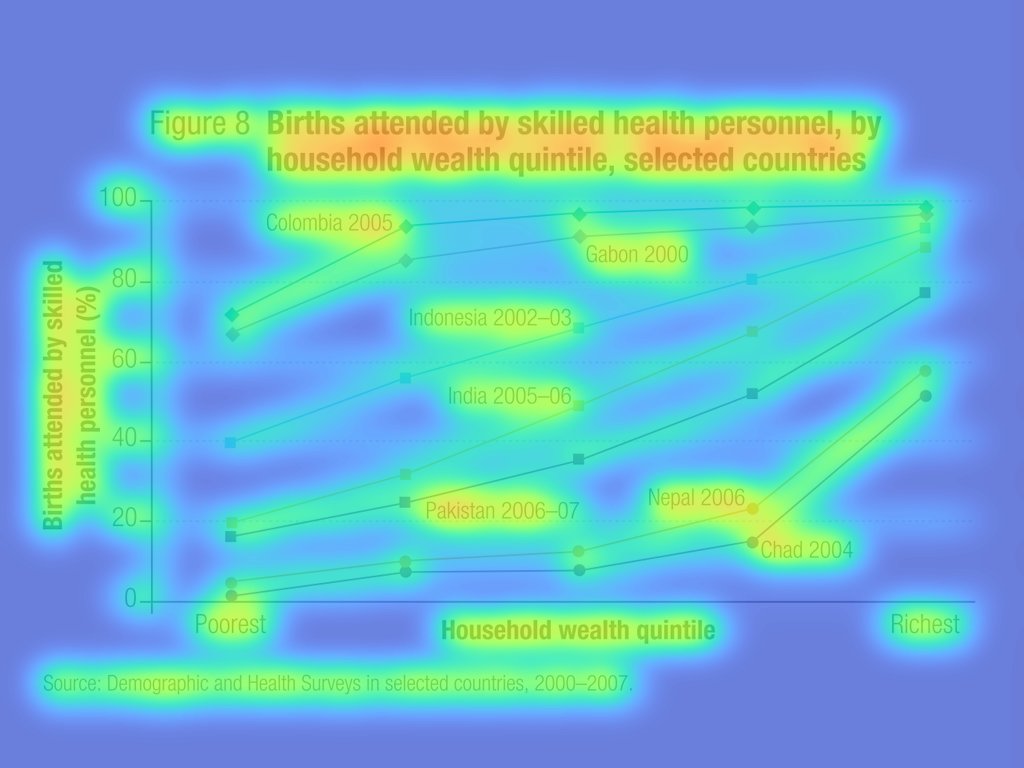 Figure 8 Births attended by skilled health personnel, by
household wealth quintile, selected countries
Births attended by skilled
health personnel (%)
100
80
60
40
20
0
Colombia 2005
Gabon 2000
Indonesia 2002–03
India 2005–06
Pakistan 2006–07
Nepal 2006
Chad 2004
Poorest
Household wealth quintile
Richest
Source: Demographic and Health Surveys in selected countries, 2000–2007.